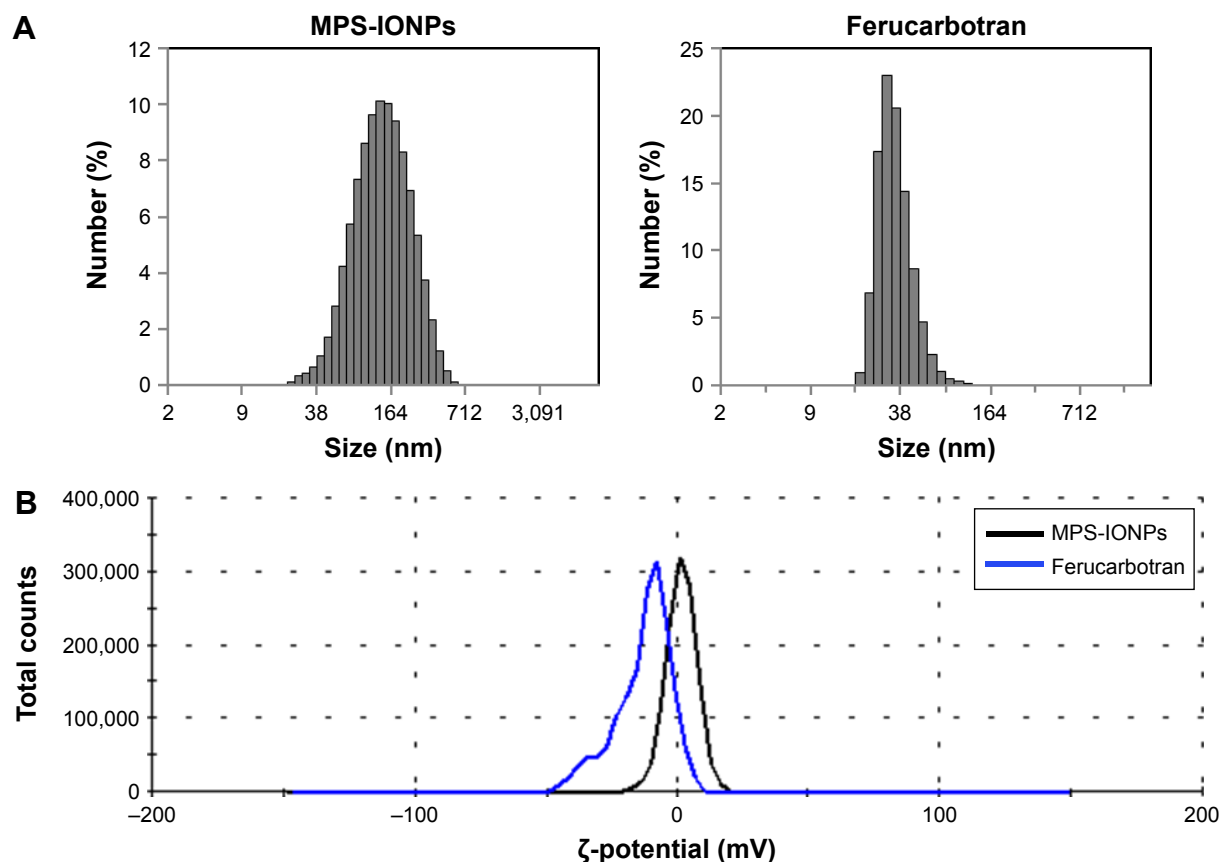 A
MPS-IONPs
Ferucarbotran
12
10
8
6
4
2
0
Number (%)
2 9 38 164 712 3,091
Size (nm)
25
20
15
10
5
0
Number (%)
2 9 38 164 712
Size (nm)
B
400,000
300,000
200,000
100,000
0
Total counts
MPS-IONPs
Ferucarbotran
–200 –100 0 100 200
ζ-potential (mV)